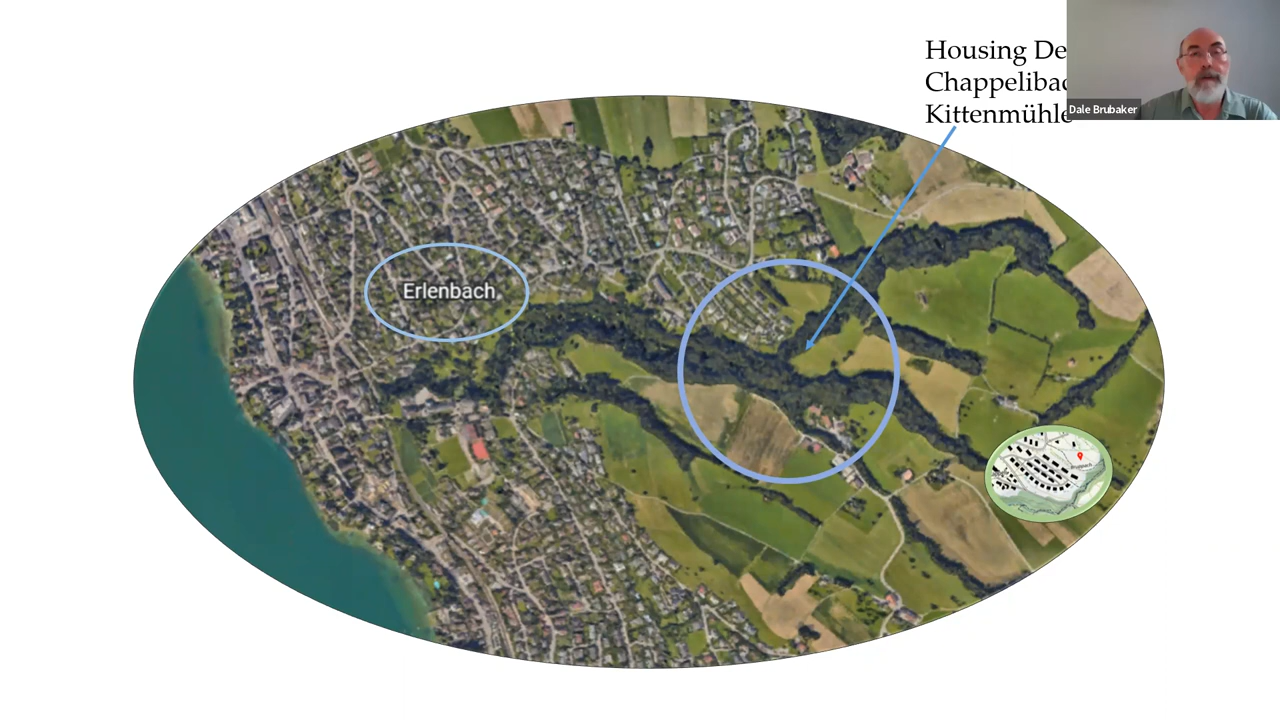 Housing De
Chappelibac
Kittenmühle
Dale Brubaker
Erlenbach